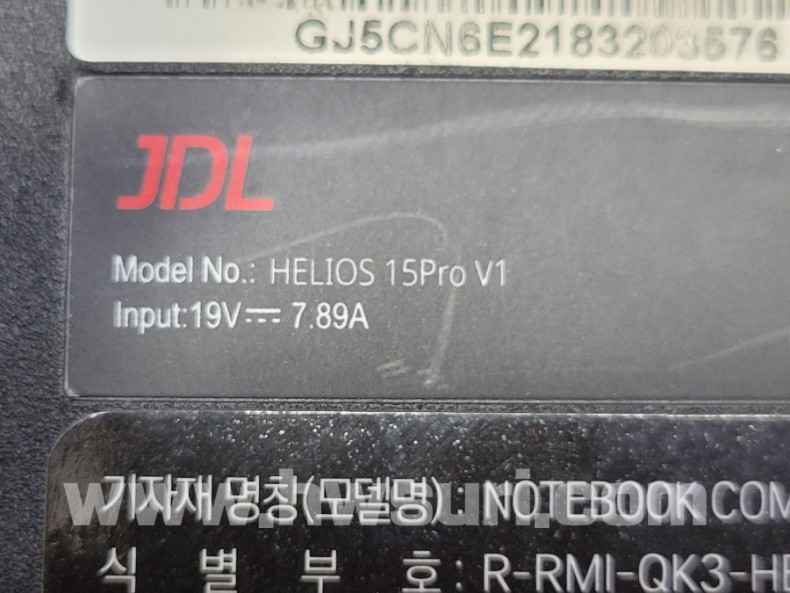 GJ5CN6E2183203576
JDL
Model No.: HELIOS 15Pro V1
Input:19V⎓ 7.89A
기자재 명칭(모델명) : NOTEBOOK COM
식 별 부 호 : R-RMI-QK3-HE